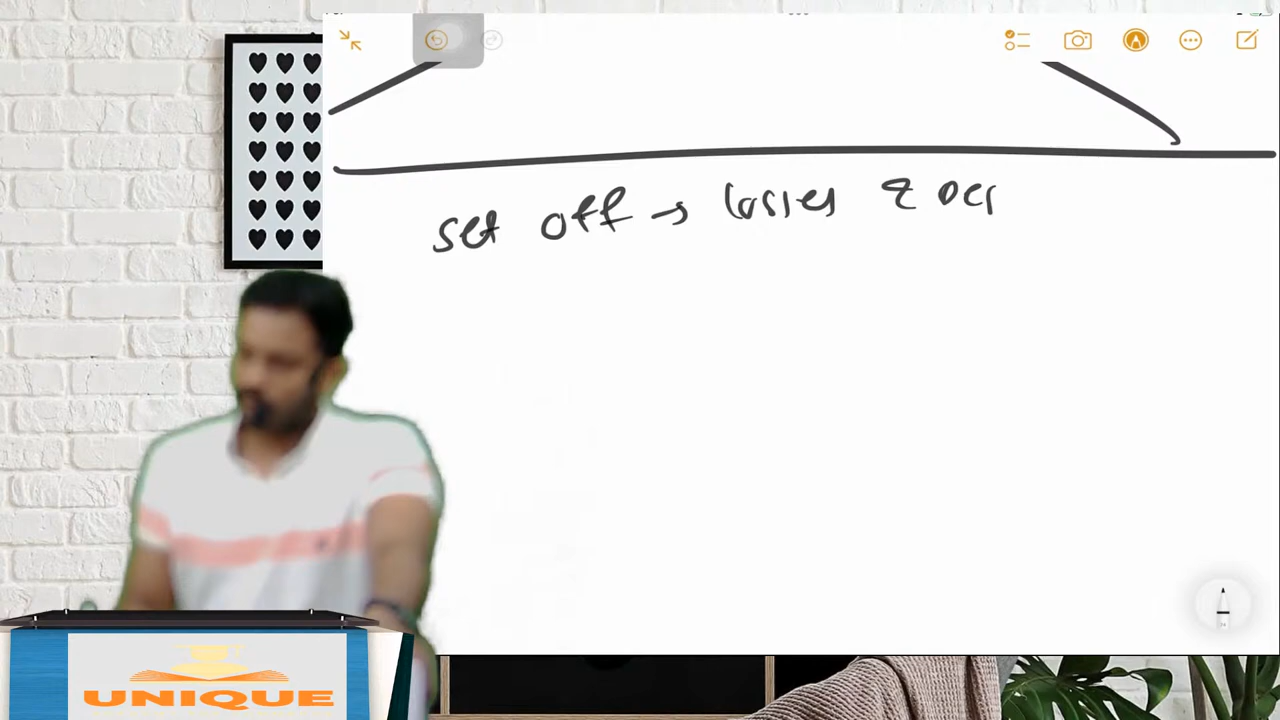 set off → losses & occ
UNIQUE